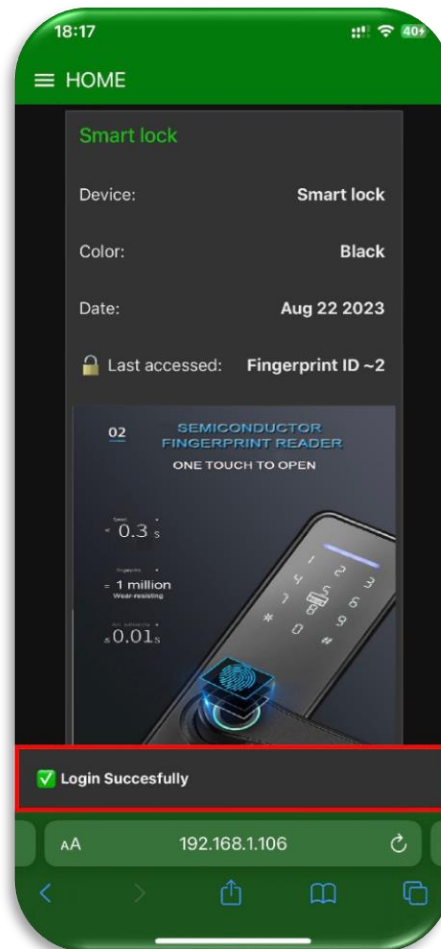 18:17
40
HOME
Smart lock
Device: Smart lock
Color: Black
Date: Aug 22 2023
Last accessed: Fingerprint ID ~2
02 SEMICONDUCTOR
FINGERPRINT READER
ONE TOUCH TO OPEN
0.3 s
1 million
Wear-resisting
0.01s
1 2 3
4 5 6
7 8 9
* 0 #
Login Succesfully
AA 192.168.1.106